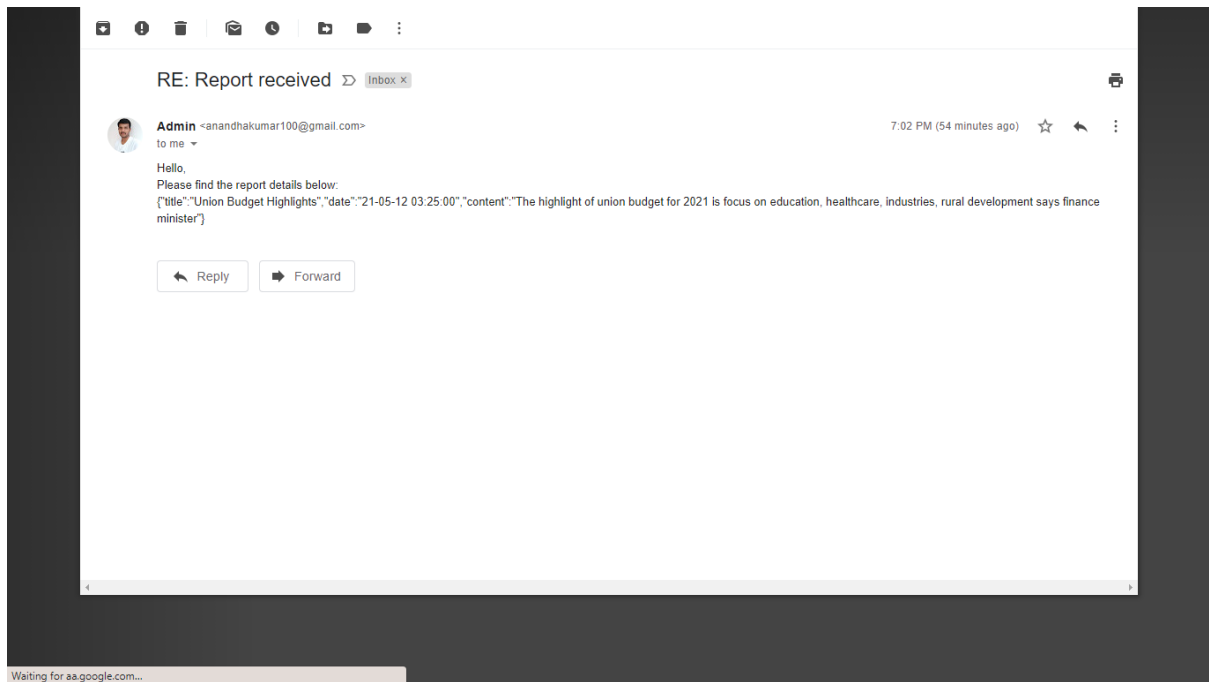 RE: Report received Inbox ×
Admin <anandhakumar100@gmail.com> 7:02 PM (54 minutes ago)
to me
Hello,
Please find the report details below:
{"title":"Union Budget Highlights","date":"21-05-12 03:25:00","content":"The highlight of union budget for 2021 is focus on education, healthcare, industries, rural development says finance
minister"}
Reply Forward
Waiting for aa.google.com...